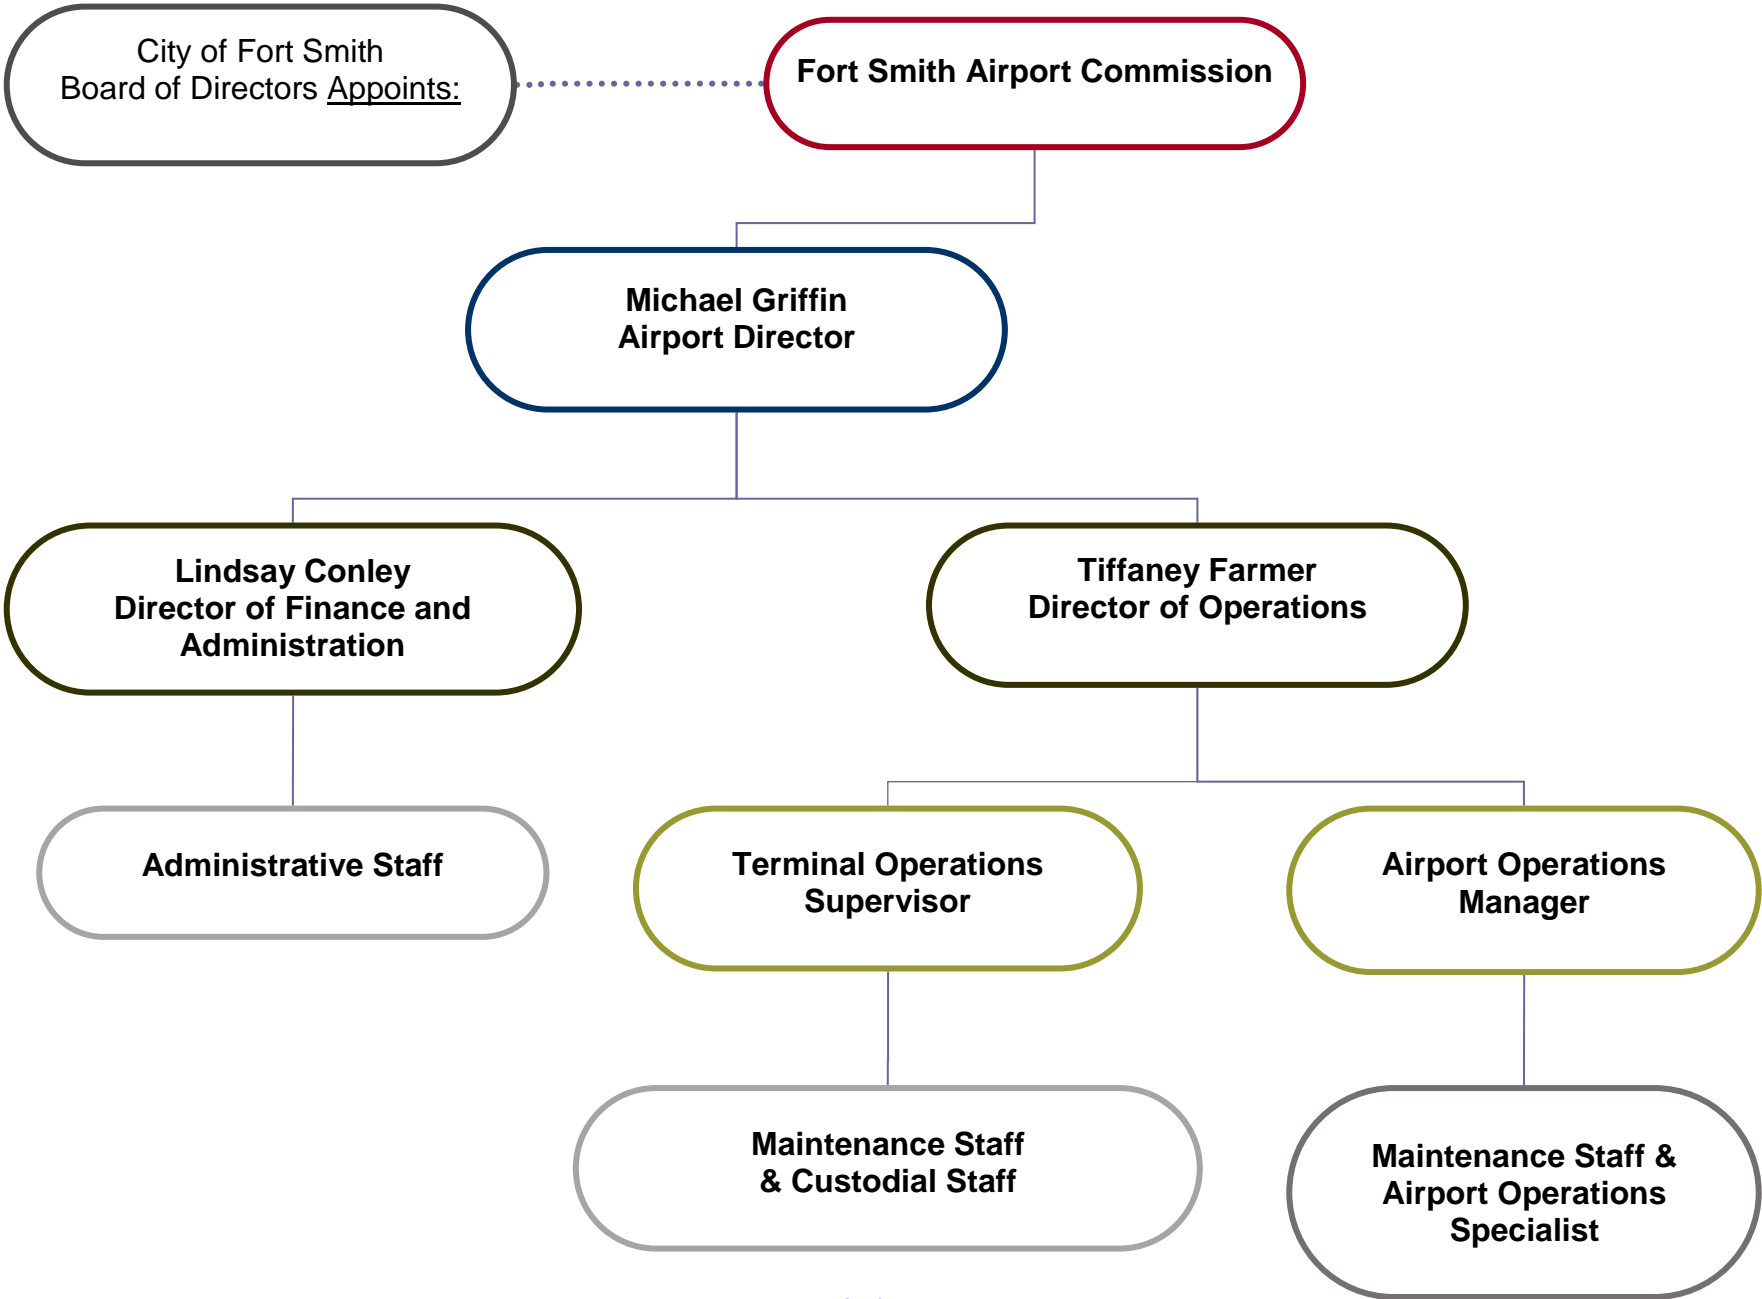 City of Fort Smith
Board of Directors Appoints:
Fort Smith Airport Commission
Michael Griffin
Airport Director
Lindsay Conley
Director of Finance and
Administration
Tiffaney Farmer
Director of Operations
Administrative Staff
Terminal Operations
Supervisor
Airport Operations
Manager
Maintenance Staff
& Custodial Staff
Maintenance Staff &
Airport Operations
Specialist